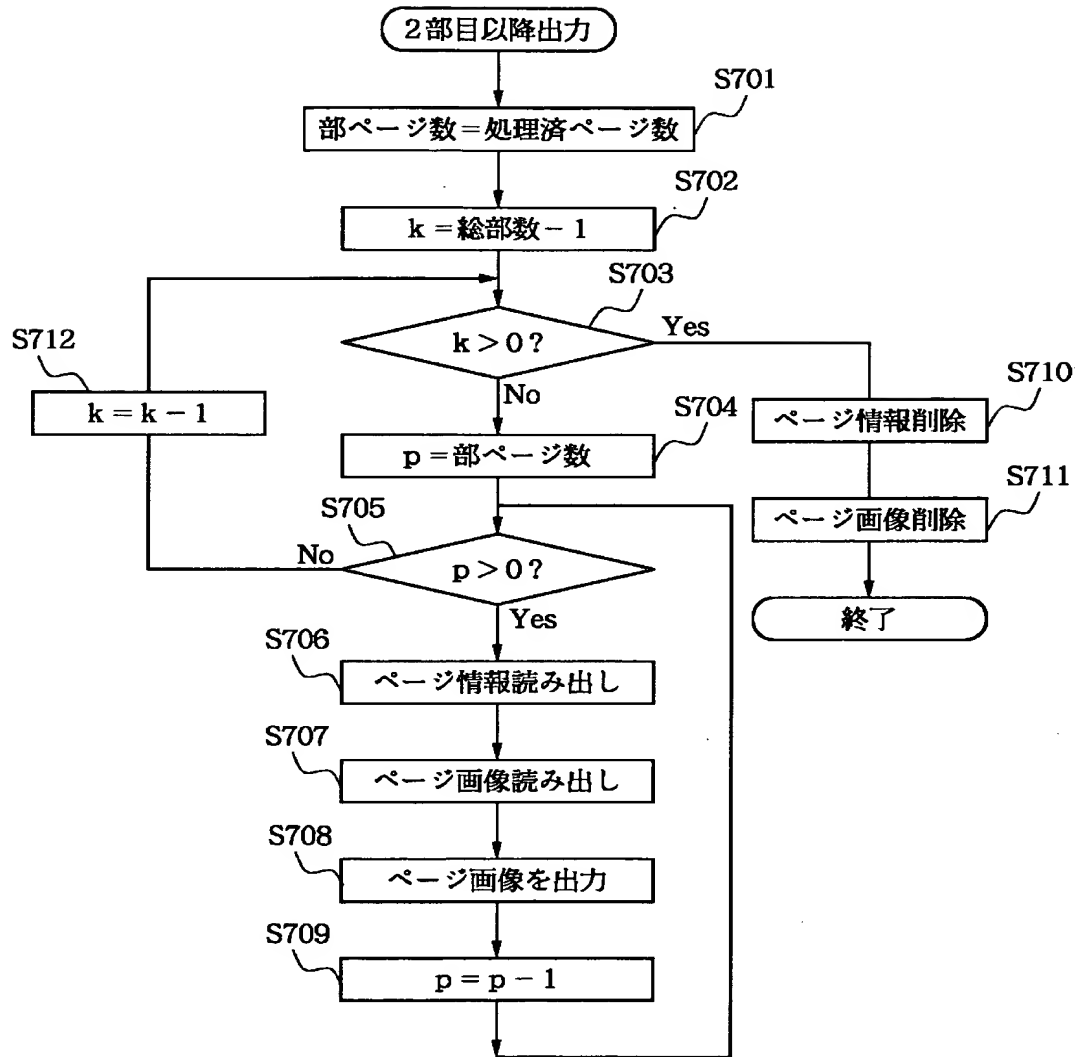 2部目以降出力
S701
部ページ数=処理済ページ数
S702
k=総部数-1
S703
k>0?
Yes
No
S712
k=k-1
S710
ページ情報削除
S704
p=部ページ数
S711
ページ画像削除
S705
p>0?
No
Yes
終了
S706
ページ情報読み出し
S707
ページ画像読み出し
S708
ページ画像を出力
S709
p=p-1